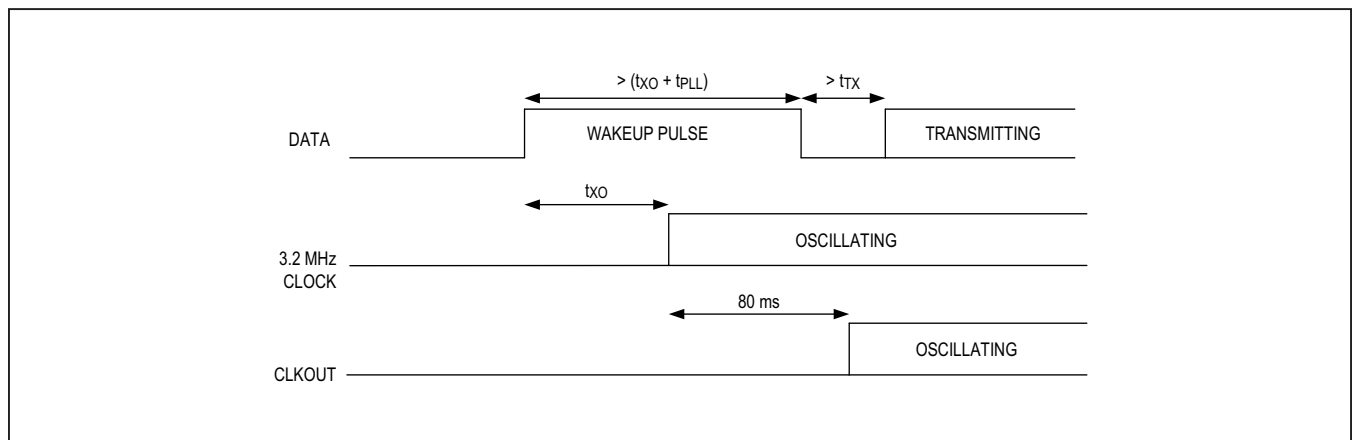 > (tXO + tPLL)
> tTX
DATA
WAKEUP PULSE
TRANSMITTING
tXO
3.2 MHz
CLOCK
OSCILLATING
80 ms
CLKOUT
OSCILLATING